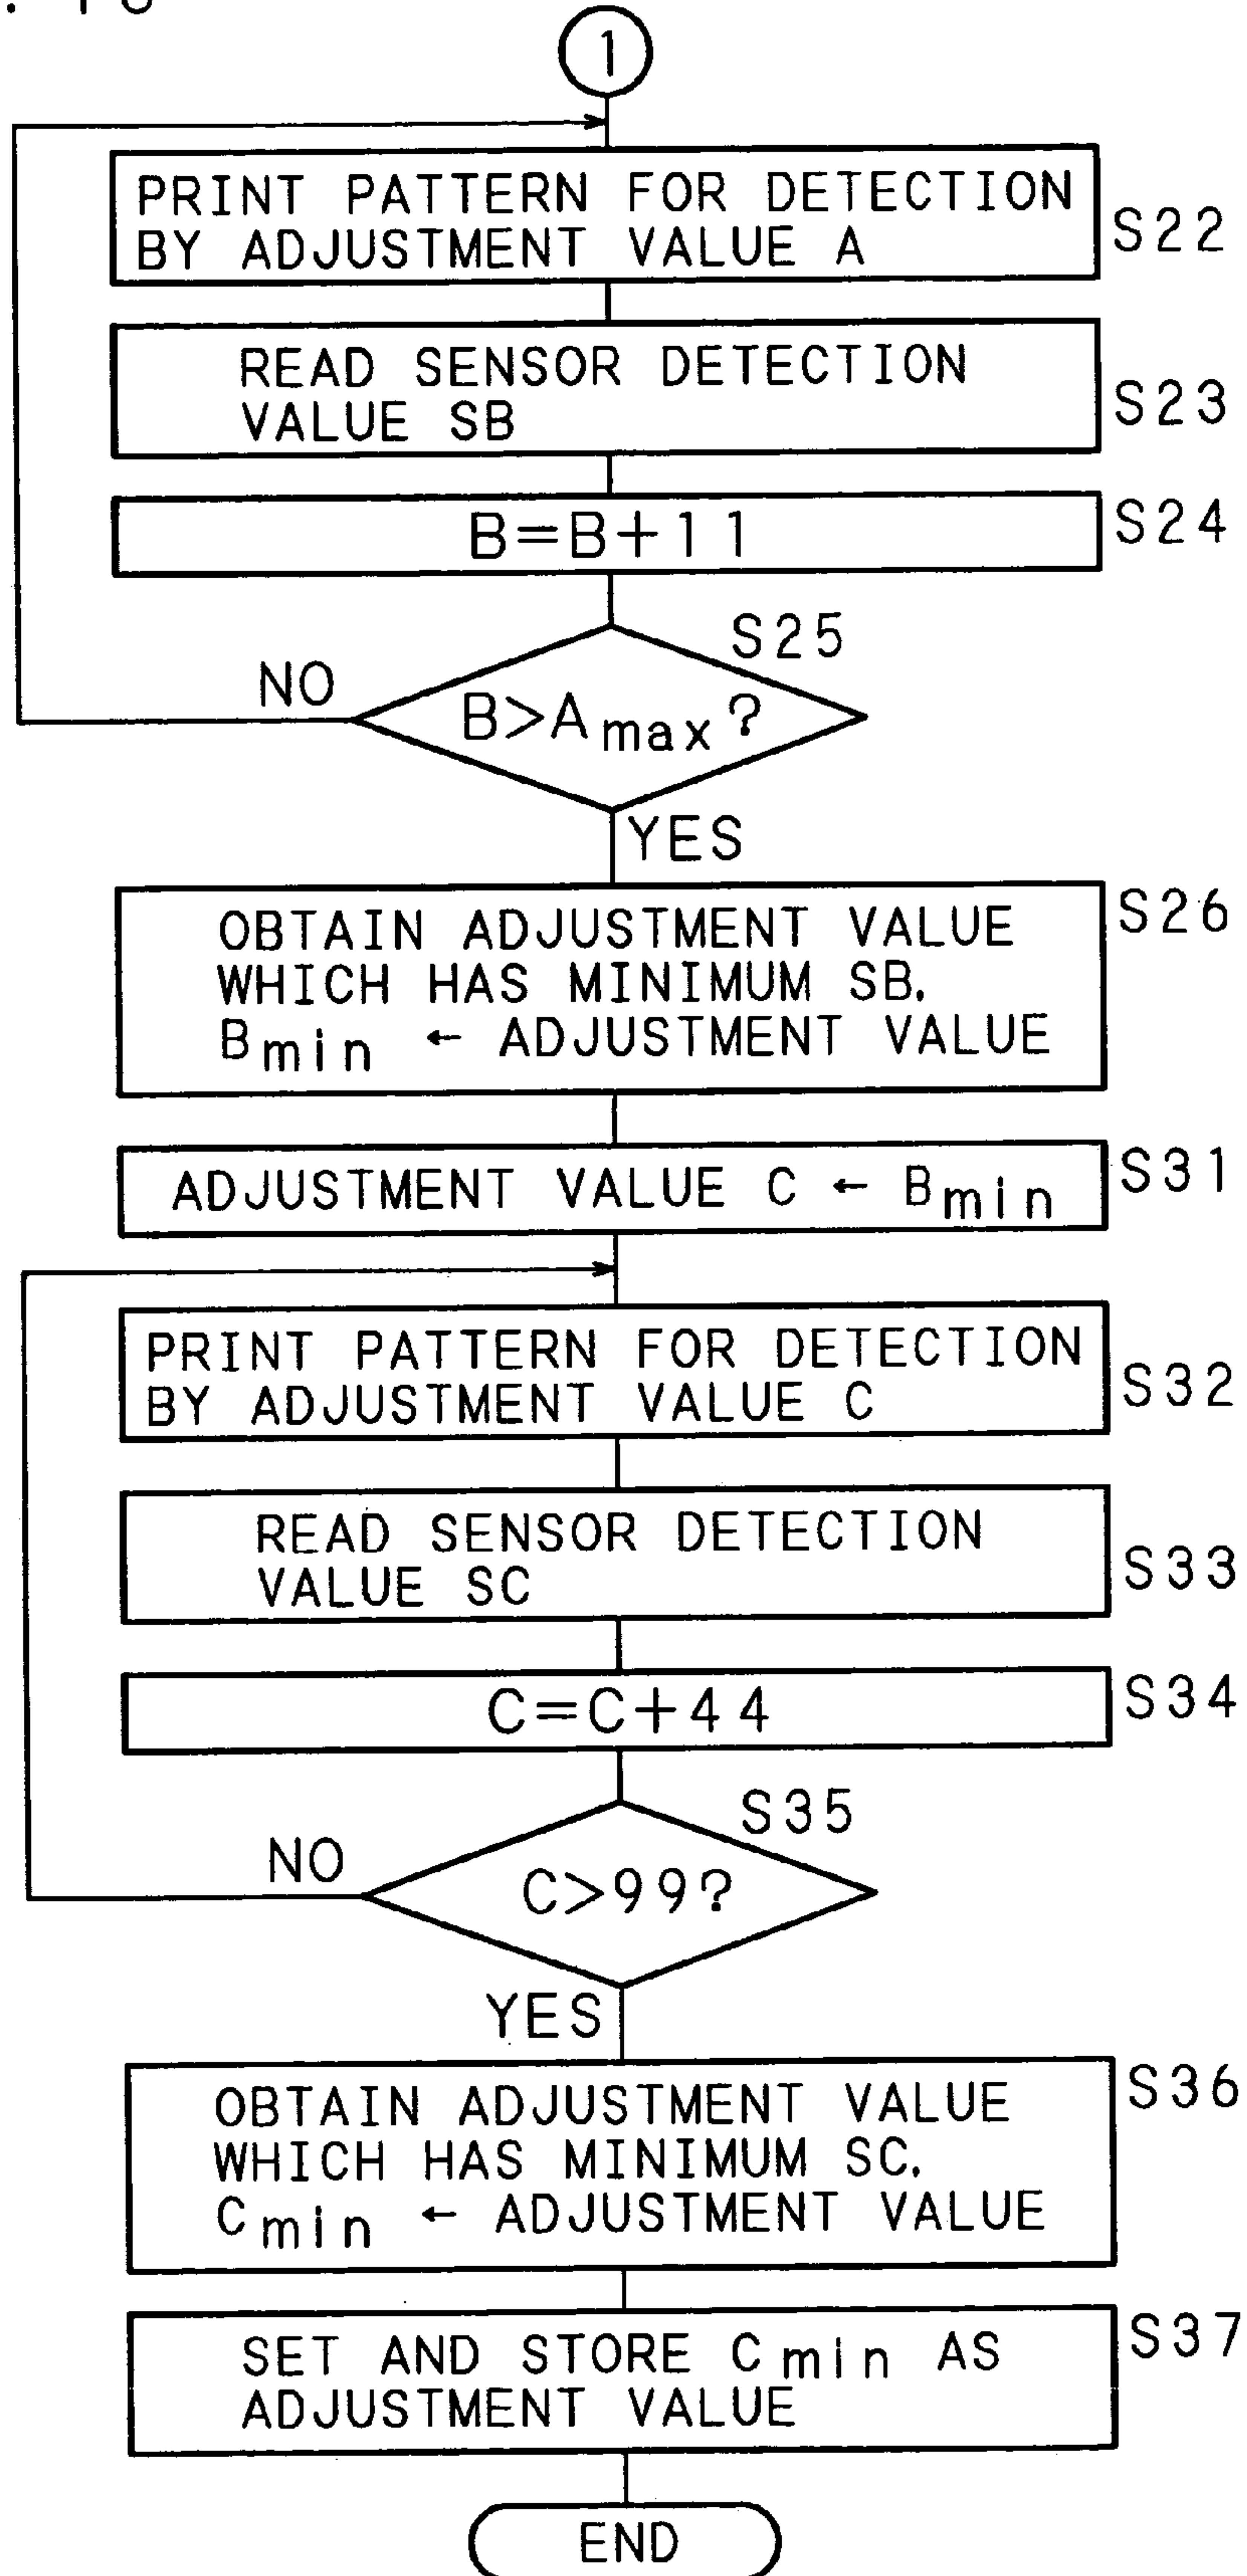 1
PRINT PATTERN FOR DETECTION
BY ADJUSTMENT VALUE A
S22
READ SENSOR DETECTION
VALUE SB
S23
B=B+11
S24
S25
NO
B>Amax?
YES
OBTAIN ADJUSTMENT VALUE
WHICH HAS MINIMUM SB.
Bmin ← ADJUSTMENT VALUE
S26
ADJUSTMENT VALUE C ← Bmin
S31
PRINT PATTERN FOR DETECTION
BY ADJUSTMENT VALUE C
S32
READ SENSOR DETECTION
VALUE SC
S33
C=C+44
S34
S35
NO
C>99?
YES
OBTAIN ADJUSTMENT VALUE
WHICH HAS MINIMUM SC.
Cmin ← ADJUSTMENT VALUE
S36
SET AND STORE Cmin AS
ADJUSTMENT VALUE
S37
END